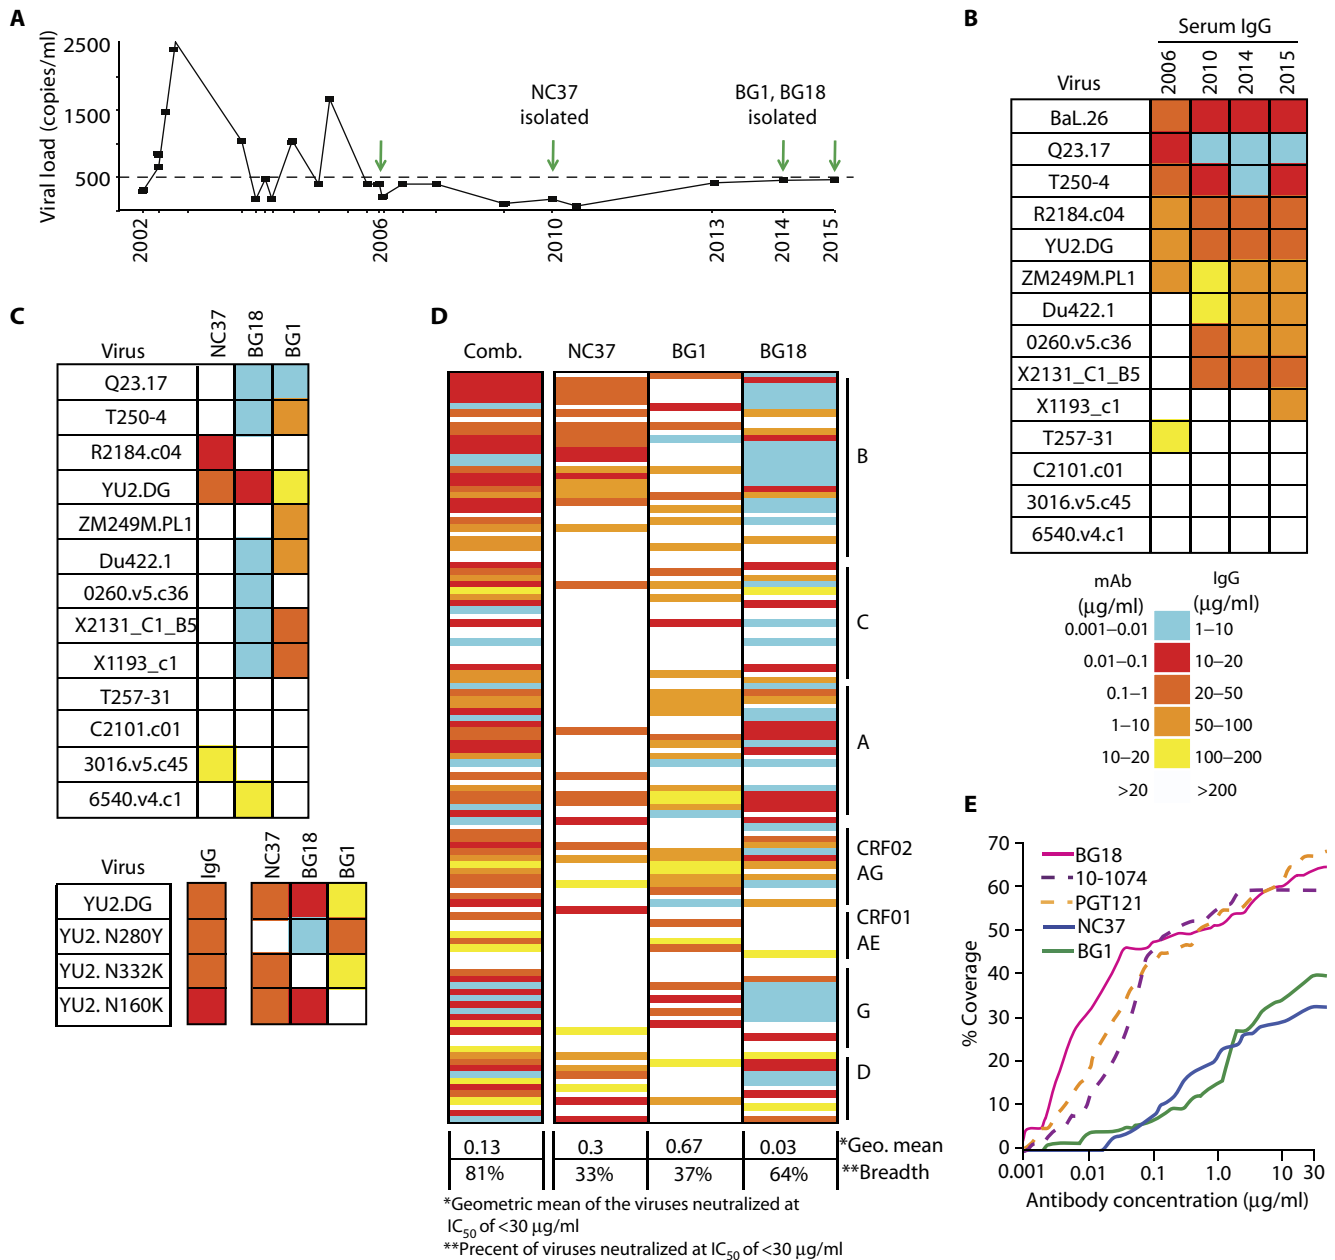 A
Viral load (copies/ml)
2500
1500
500
NC37
isolated
BG1, BG18
isolated
2002
2006
2010
2013
2014
2015
B
Serum IgG
Virus
2006
2010
2014
2015
BaL.26
Q23.17
T250-4
R2184.c04
YU2.DG
ZM249M.PL1
Du422.1
0260.v5.c36
X2131_C1_B5
X1193_c1
T257-31
C2101.c01
3016.v5.c45
6540.v4.c1
mAb
(µg/ml)
IgG
(µg/ml)
0.001–0.01
1–10
0.01–0.1
10–20
0.1–1
20–50
1–10
50–100
10–20
100–200
>20
>200
C
Virus
NC37
BG18
BG1
Q23.17
T250-4
R2184.c04
YU2.DG
ZM249M.PL1
Du422.1
0260.v5.c36
X2131_C1_B5
X1193_c1
T257-31
C2101.c01
3016.v5.c45
6540.v4.c1
Virus
IgG
NC37
BG18
BG1
YU2.DG
YU2. N280Y
YU2. N332K
YU2. N160K
D
Comb.
NC37
BG1
BG18
B
C
A
CRF02
AG
CRF01
AE
G
D
0.13
0.3
0.67
0.03
*Geo. mean
81%
33%
37%
64%
**Breadth
*Geometric mean of the viruses neutralized at
IC50 of <30 µg/ml
**Precent of viruses neutralized at IC50 of <30 µg/ml
E
% Coverage
70
60
50
40
30
20
10
0
BG18
10-1074
PGT121
NC37
BG1
0.001
0.01
0.1
1.0
10
30
Antibody concentration (µg/ml)